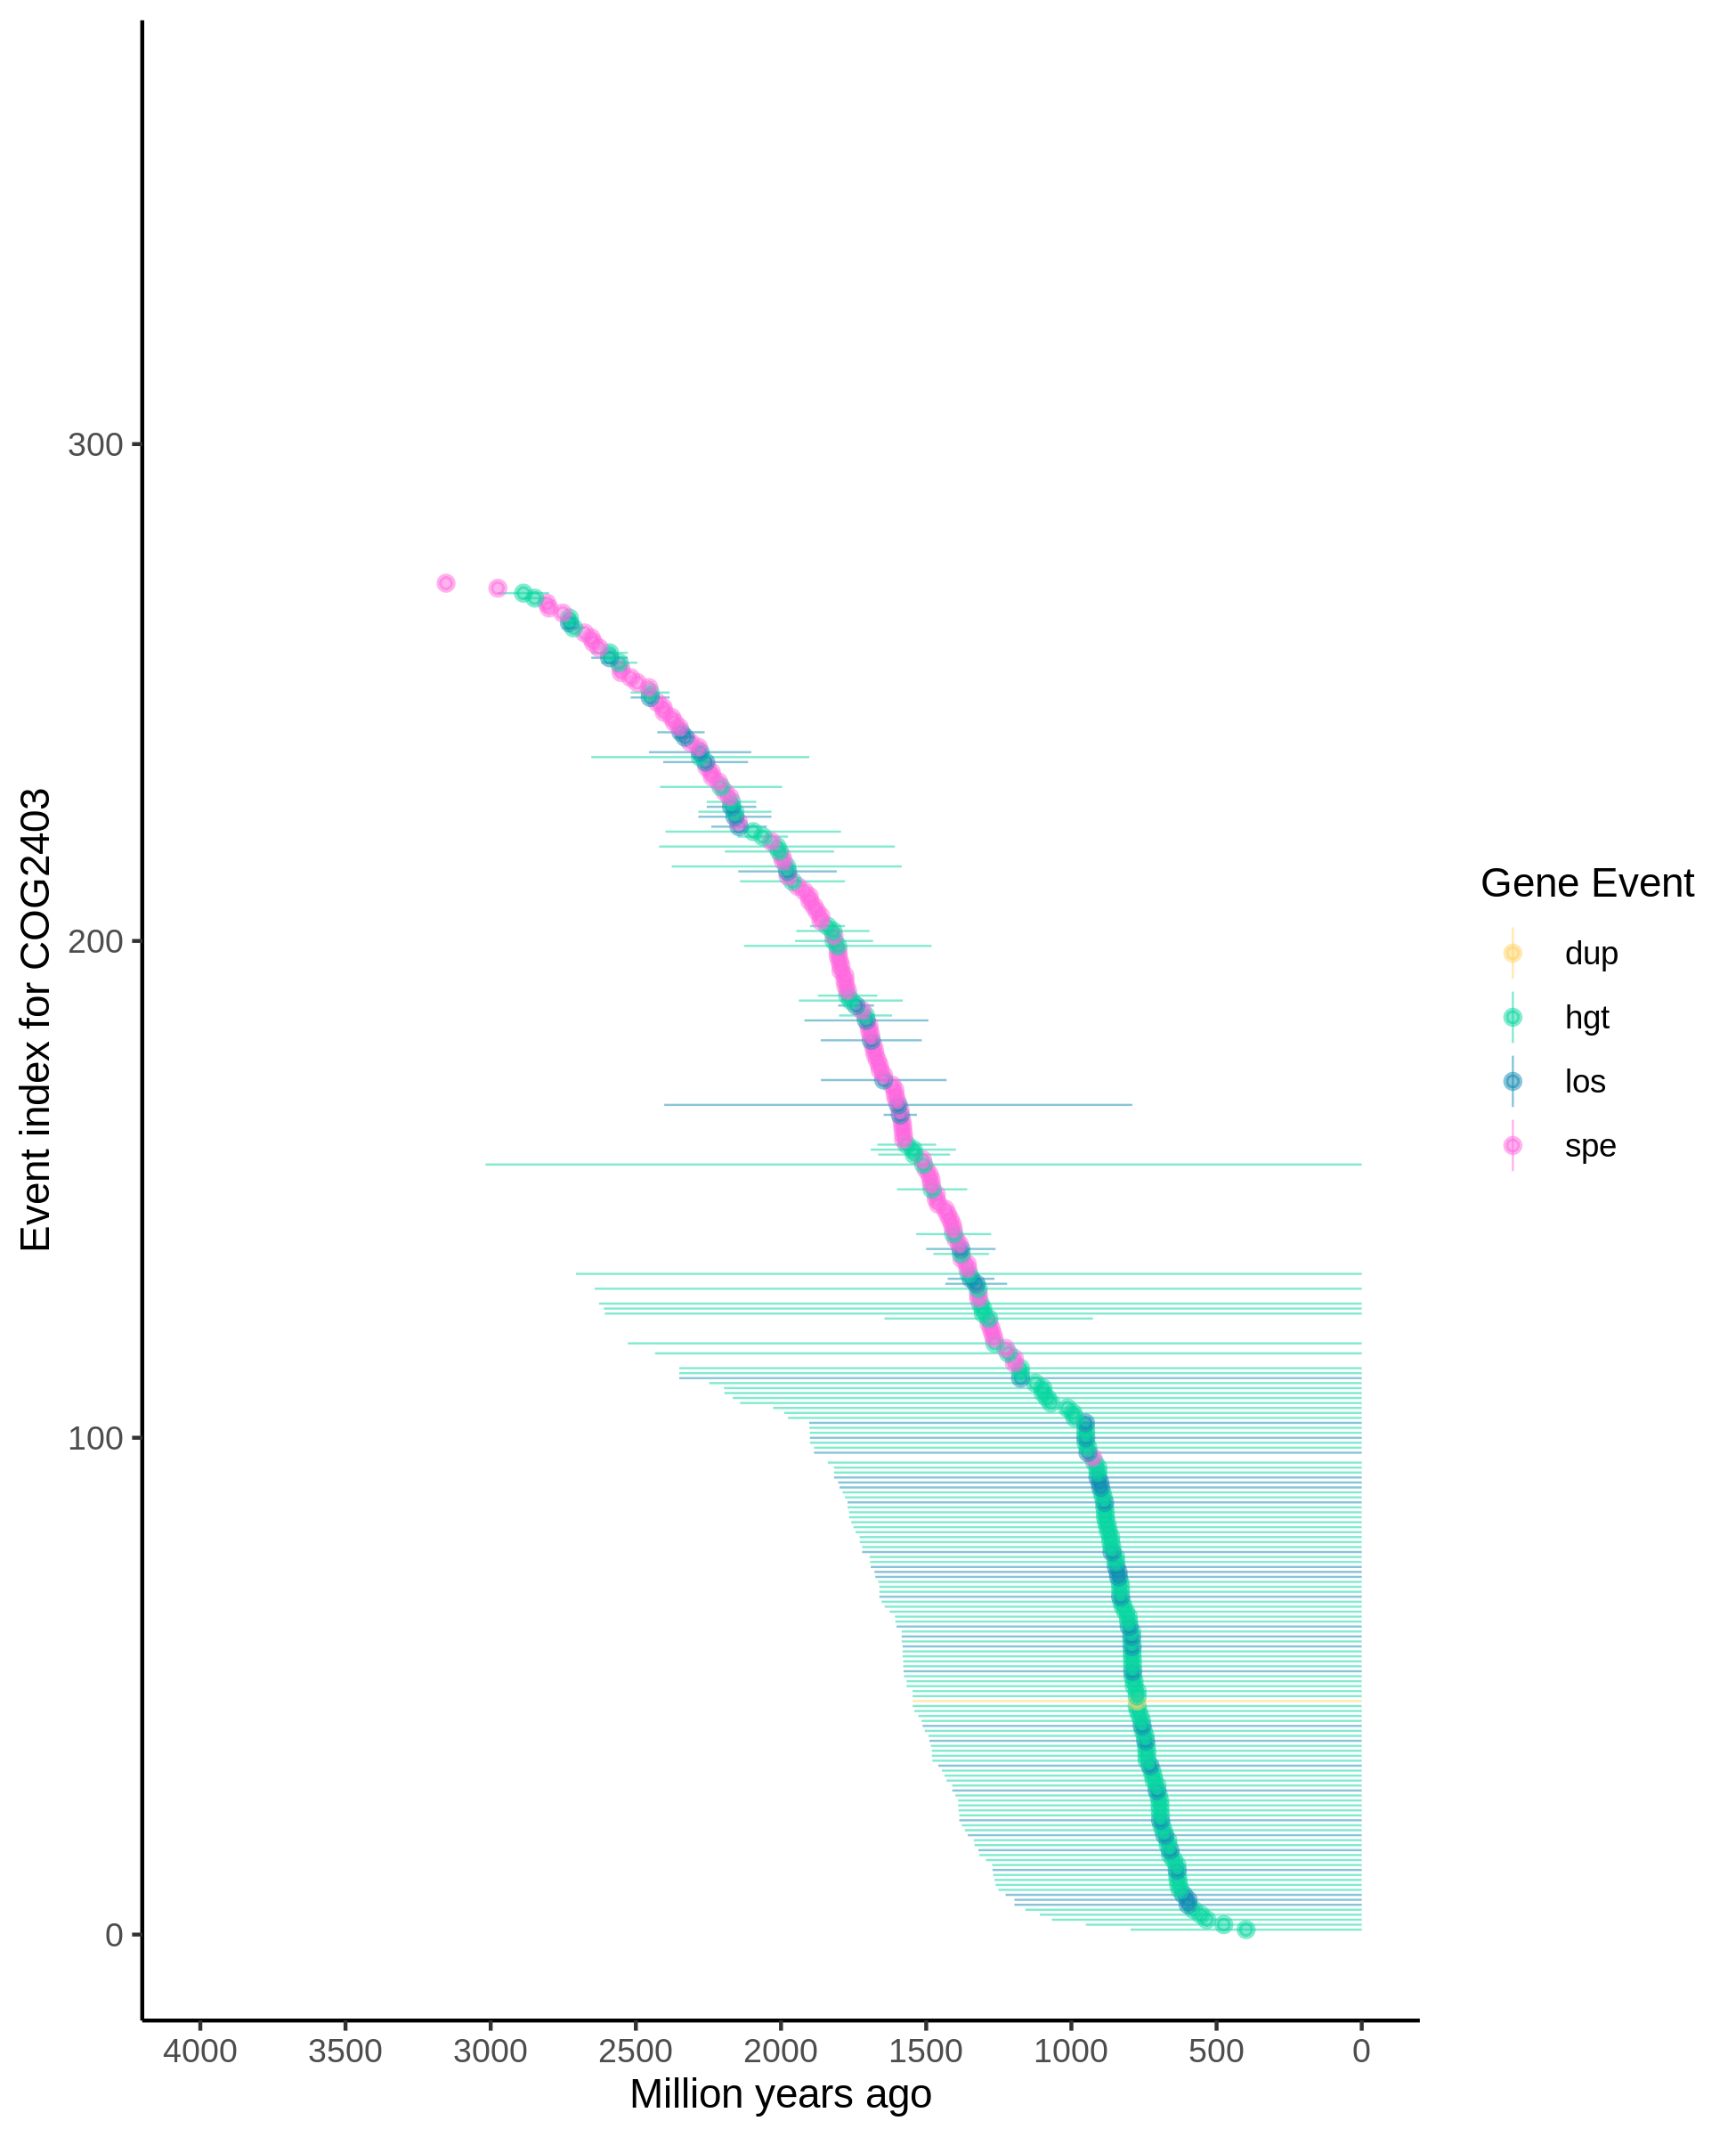 Event index for COG2403
300
200
100
0
4000 3500 3000 2500 2000 1500 1000 500 0
Million years ago
Gene Event
dup
hgt
los
spe